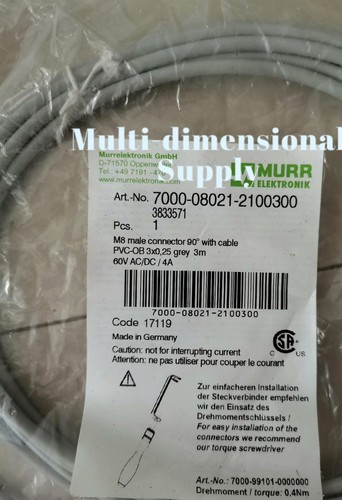 Multi-dimensional
Supply
Murrelektronik GmbH
D-71570 Oppenw
Tel.: +49 7191 -470
www.murrelektronik.com
MURR
ELEKTRONIK
Art.-No. 7000-08021-2100300
3833571
Pcs. 1
M8 male connector 90° with cable
PVC-OB 3x0,25 grey 3m
60V AC/DC / 4A
7000-08021-2100300
Code 17119
Made in Germany
Caution: not for interrupting current
Attention: ne pas utiliser pour couper le courant
Zur einfacheren Installation
der Steckverbinder empfehlen
wir den Einsatz des
Drehmomentschlüssels /
For easy installation of the
connectors we recommend
our torque screwdriver
Art.-No.: 7000-99101-0000000
Drehmoment / torque: 0,4Nm